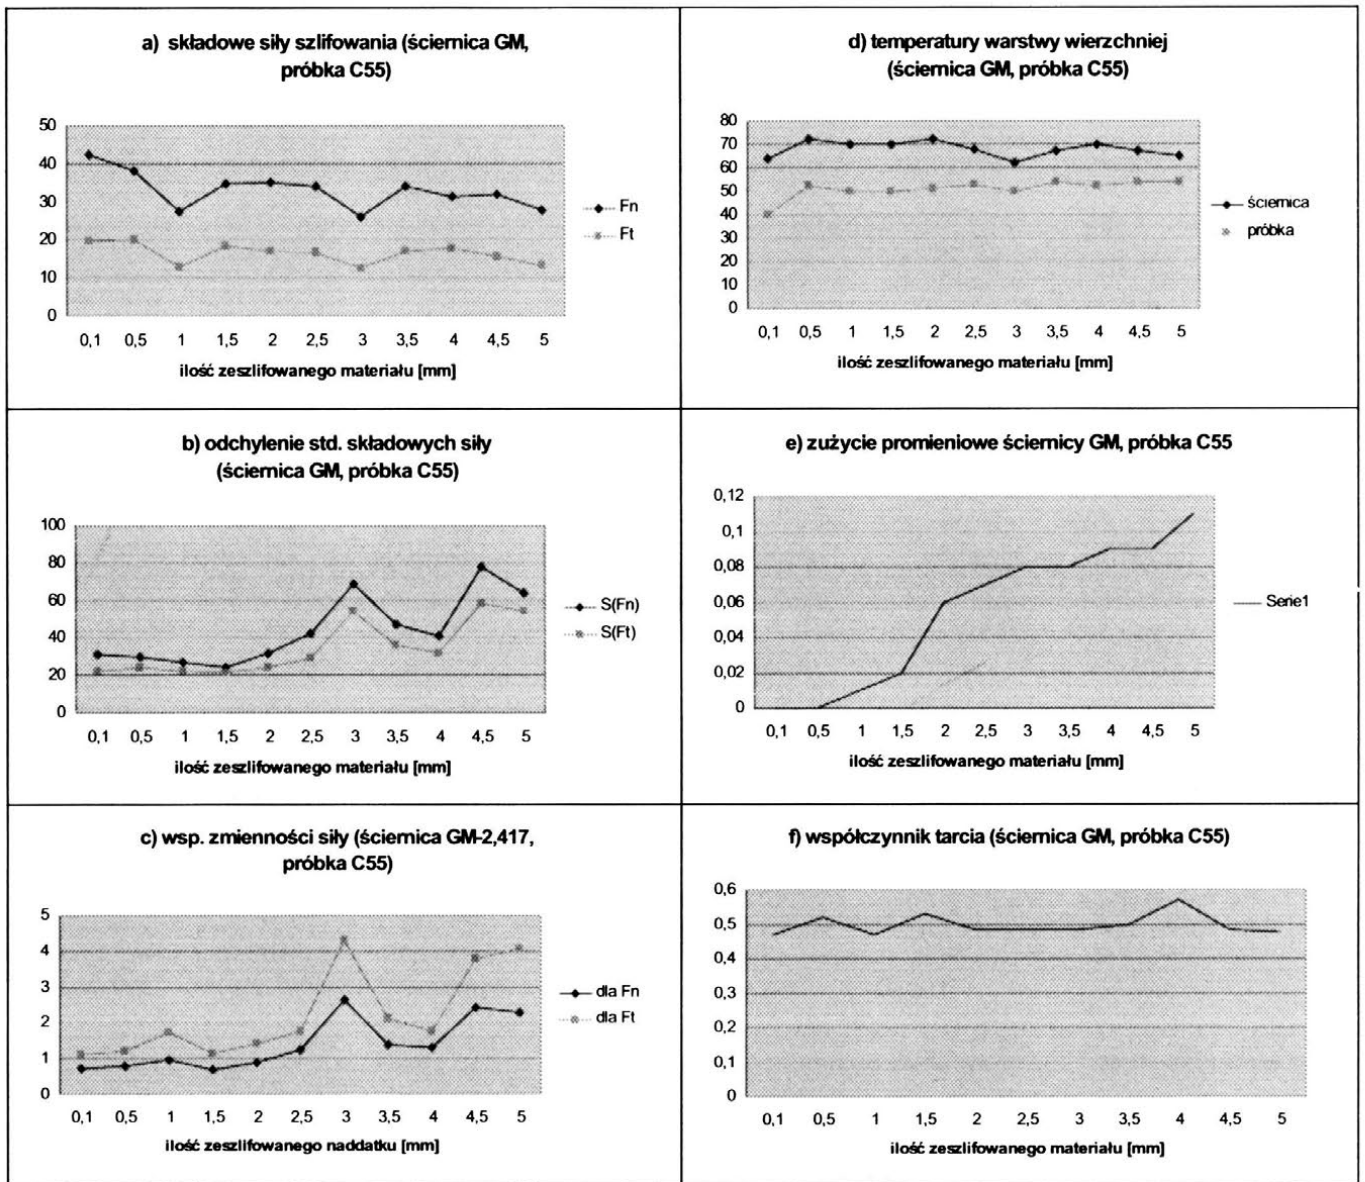 a) składowe siły szlifowania (ściernica GM,
próbka C55)
50
40
30
20
10
0
0,1 0,5 1 1,5 2 2,5 3 3,5 4 4,5 5
ilość zeszlifowanego materiału [mm]
Fn
Ft
d) temperatury warstwy wierzchniej
(ściernica GM, próbka C55)
80
70
60
50
40
30
20
10
0
0,1 0,5 1 1,5 2 2,5 3 3,5 4 4,5 5
ilość zeszlifowanego materiału [mm]
ściernica
próbka
b) odchylenie std. składowych siły
(ściernica GM, próbka C55)
100
80
60
40
20
0
0,1 0,5 1 1,5 2 2,5 3 3,5 4 4,5 5
ilość zeszlifowanego materiału [mm]
S(Fn)
S(Ft)
e) zużycie promieniowe ściernicy GM, próbka C55
0,12
0,1
0,08
0,06
0,04
0,02
0
0,1 0,5 1 1,5 2 2,5 3 3,5 4 4,5 5
ilość zeszlifowanego materiału [mm]
Serie1
c) wsp. zmienności siły (ściernica GM-2,417,
próbka C55)
5
4
3
2
1
0
0,1 0,5 1 1,5 2 2,5 3 3,5 4 4,5 5
ilość zeszlifowanego naddatku [mm]
dla Fn
dla Ft
f) współczynnik tarcia (ściernica GM, próbka C55)
0,6
0,5
0,4
0,3
0,2
0,1
0
0,1 0,5 1 1,5 2 2,5 3 3,5 4 4,5 5
ilość zeszlifowanego materiału [mm]